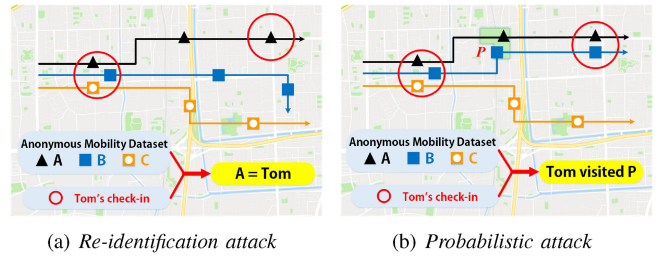 P
Anonymous Mobility Dataset
A B C
A = Tom
Tom's check-in
Anonymous Mobility Dataset
A B C
Tom visited P
Tom's check-in
(a) Re-identification attack
(b) Probabilistic attack